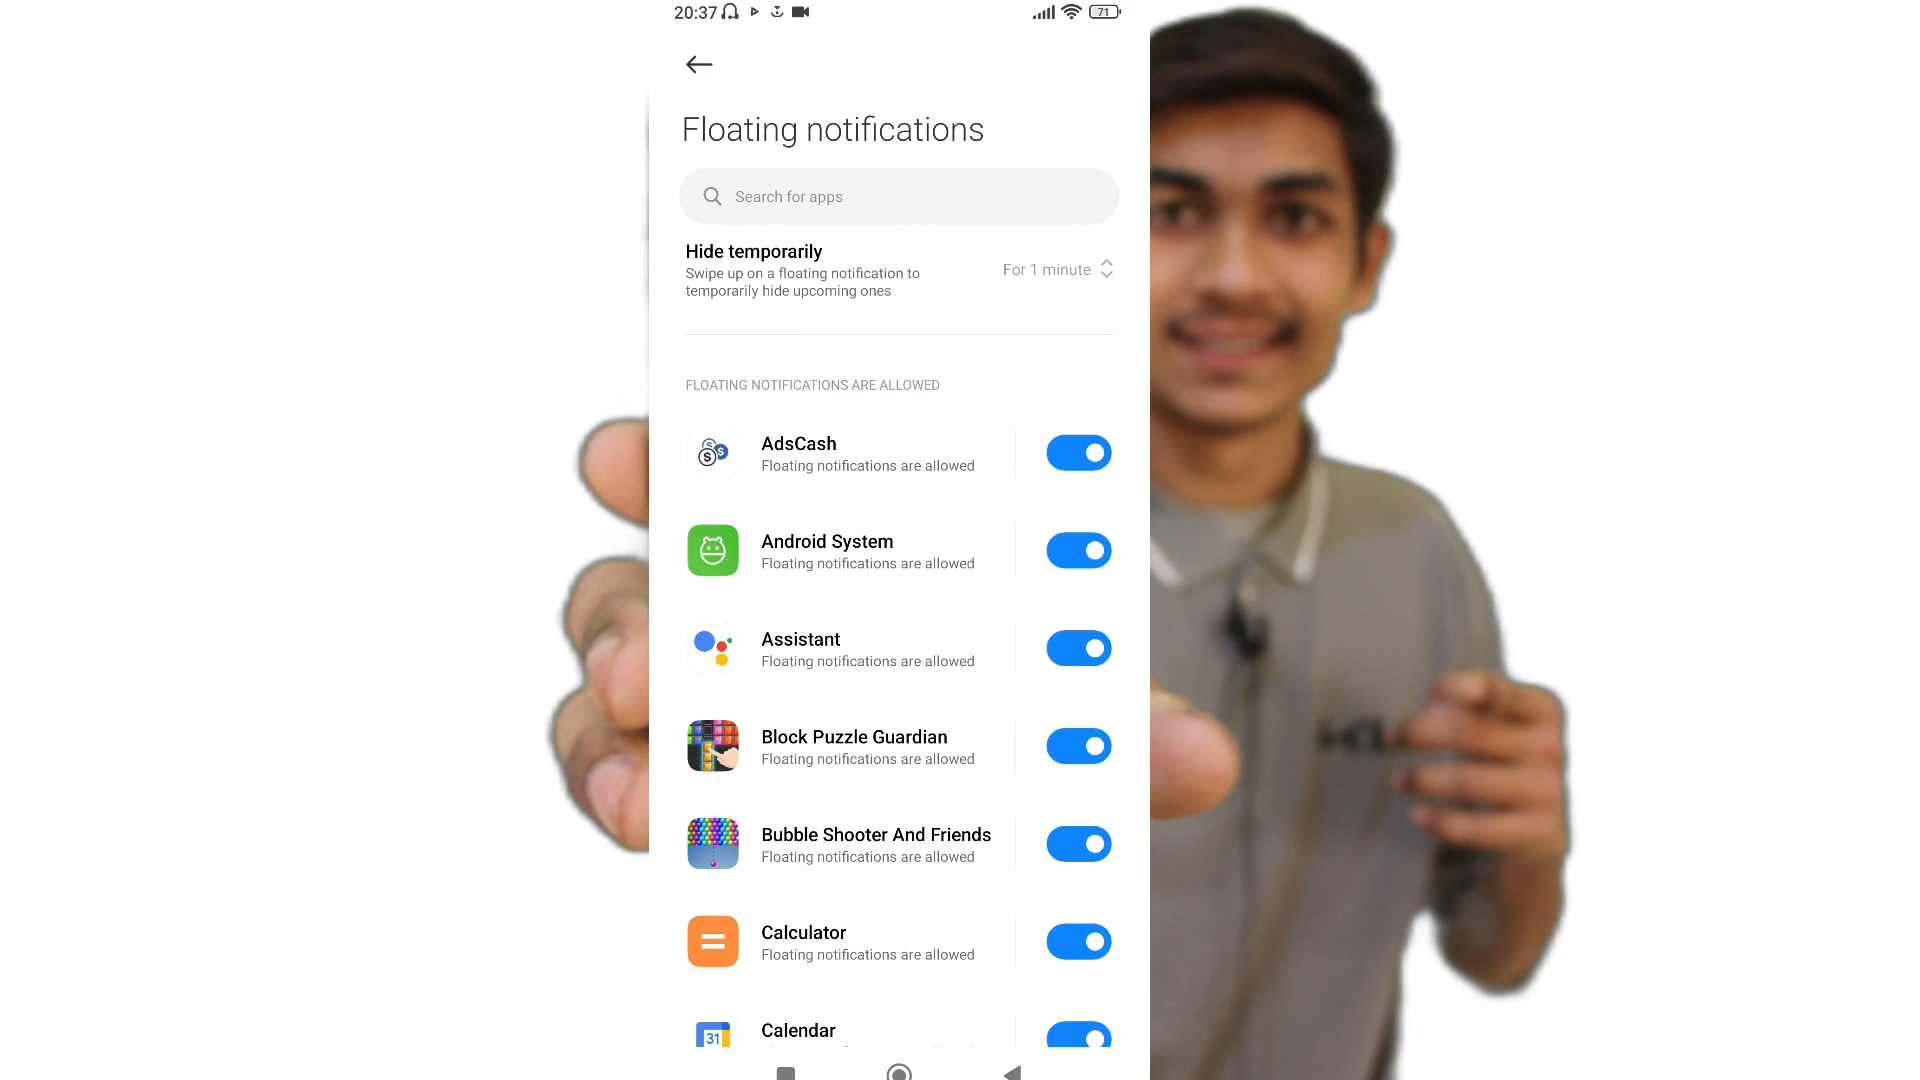 20:37
71
Floating notifications
Search for apps
Hide temporarily
Swipe up on a floating notification to
temporarily hide upcoming ones
For 1 minute
FLOATING NOTIFICATIONS ARE ALLOWED
AdsCash
Floating notifications are allowed
Android System
Floating notifications are allowed
Assistant
Floating notifications are allowed
Block Puzzle Guardian
Floating notifications are allowed
Bubble Shooter And Friends
Floating notifications are allowed
Calculator
Floating notifications are allowed
31
Calendar